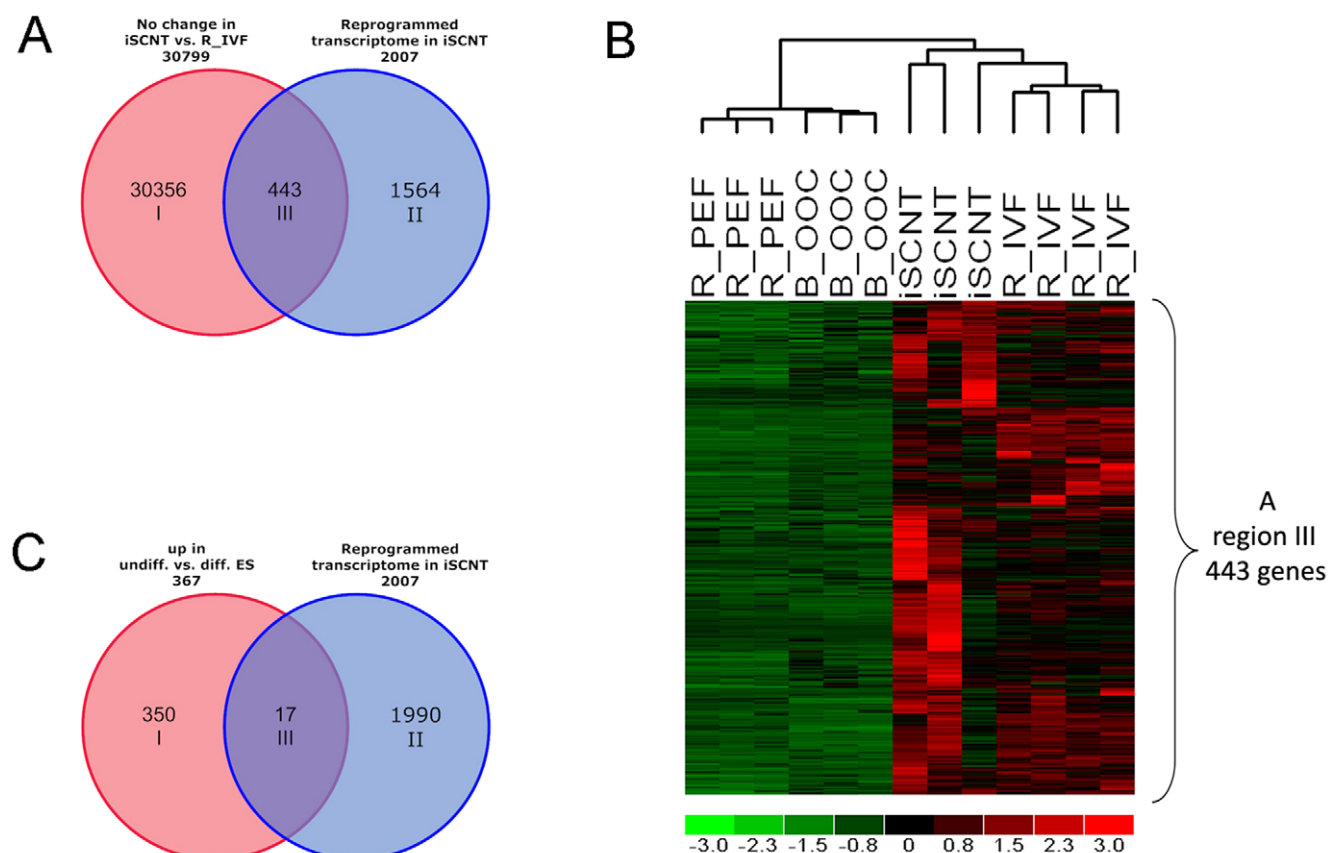 A
No change in
iSCNT vs. R_IVF
30799
Reprogrammed
transcriptome in iSCNT
2007
30356
I
443
III
1564
II
B
R_PEF
R_PEF
R_PEF
B_OOC
B_OOC
B_OOC
iSCNT
iSCNT
iSCNT
R_IVF
R_IVF
R_IVF
R_IVF
A
region III
443 genes
-3.0 -2.3 -1.5 -0.8 0 0.8 1.5 2.3 3.0
C
up in
undiff. vs. diff. ES
367
Reprogrammed
transcriptome in iSCNT
2007
350
I
17
III
1990
II